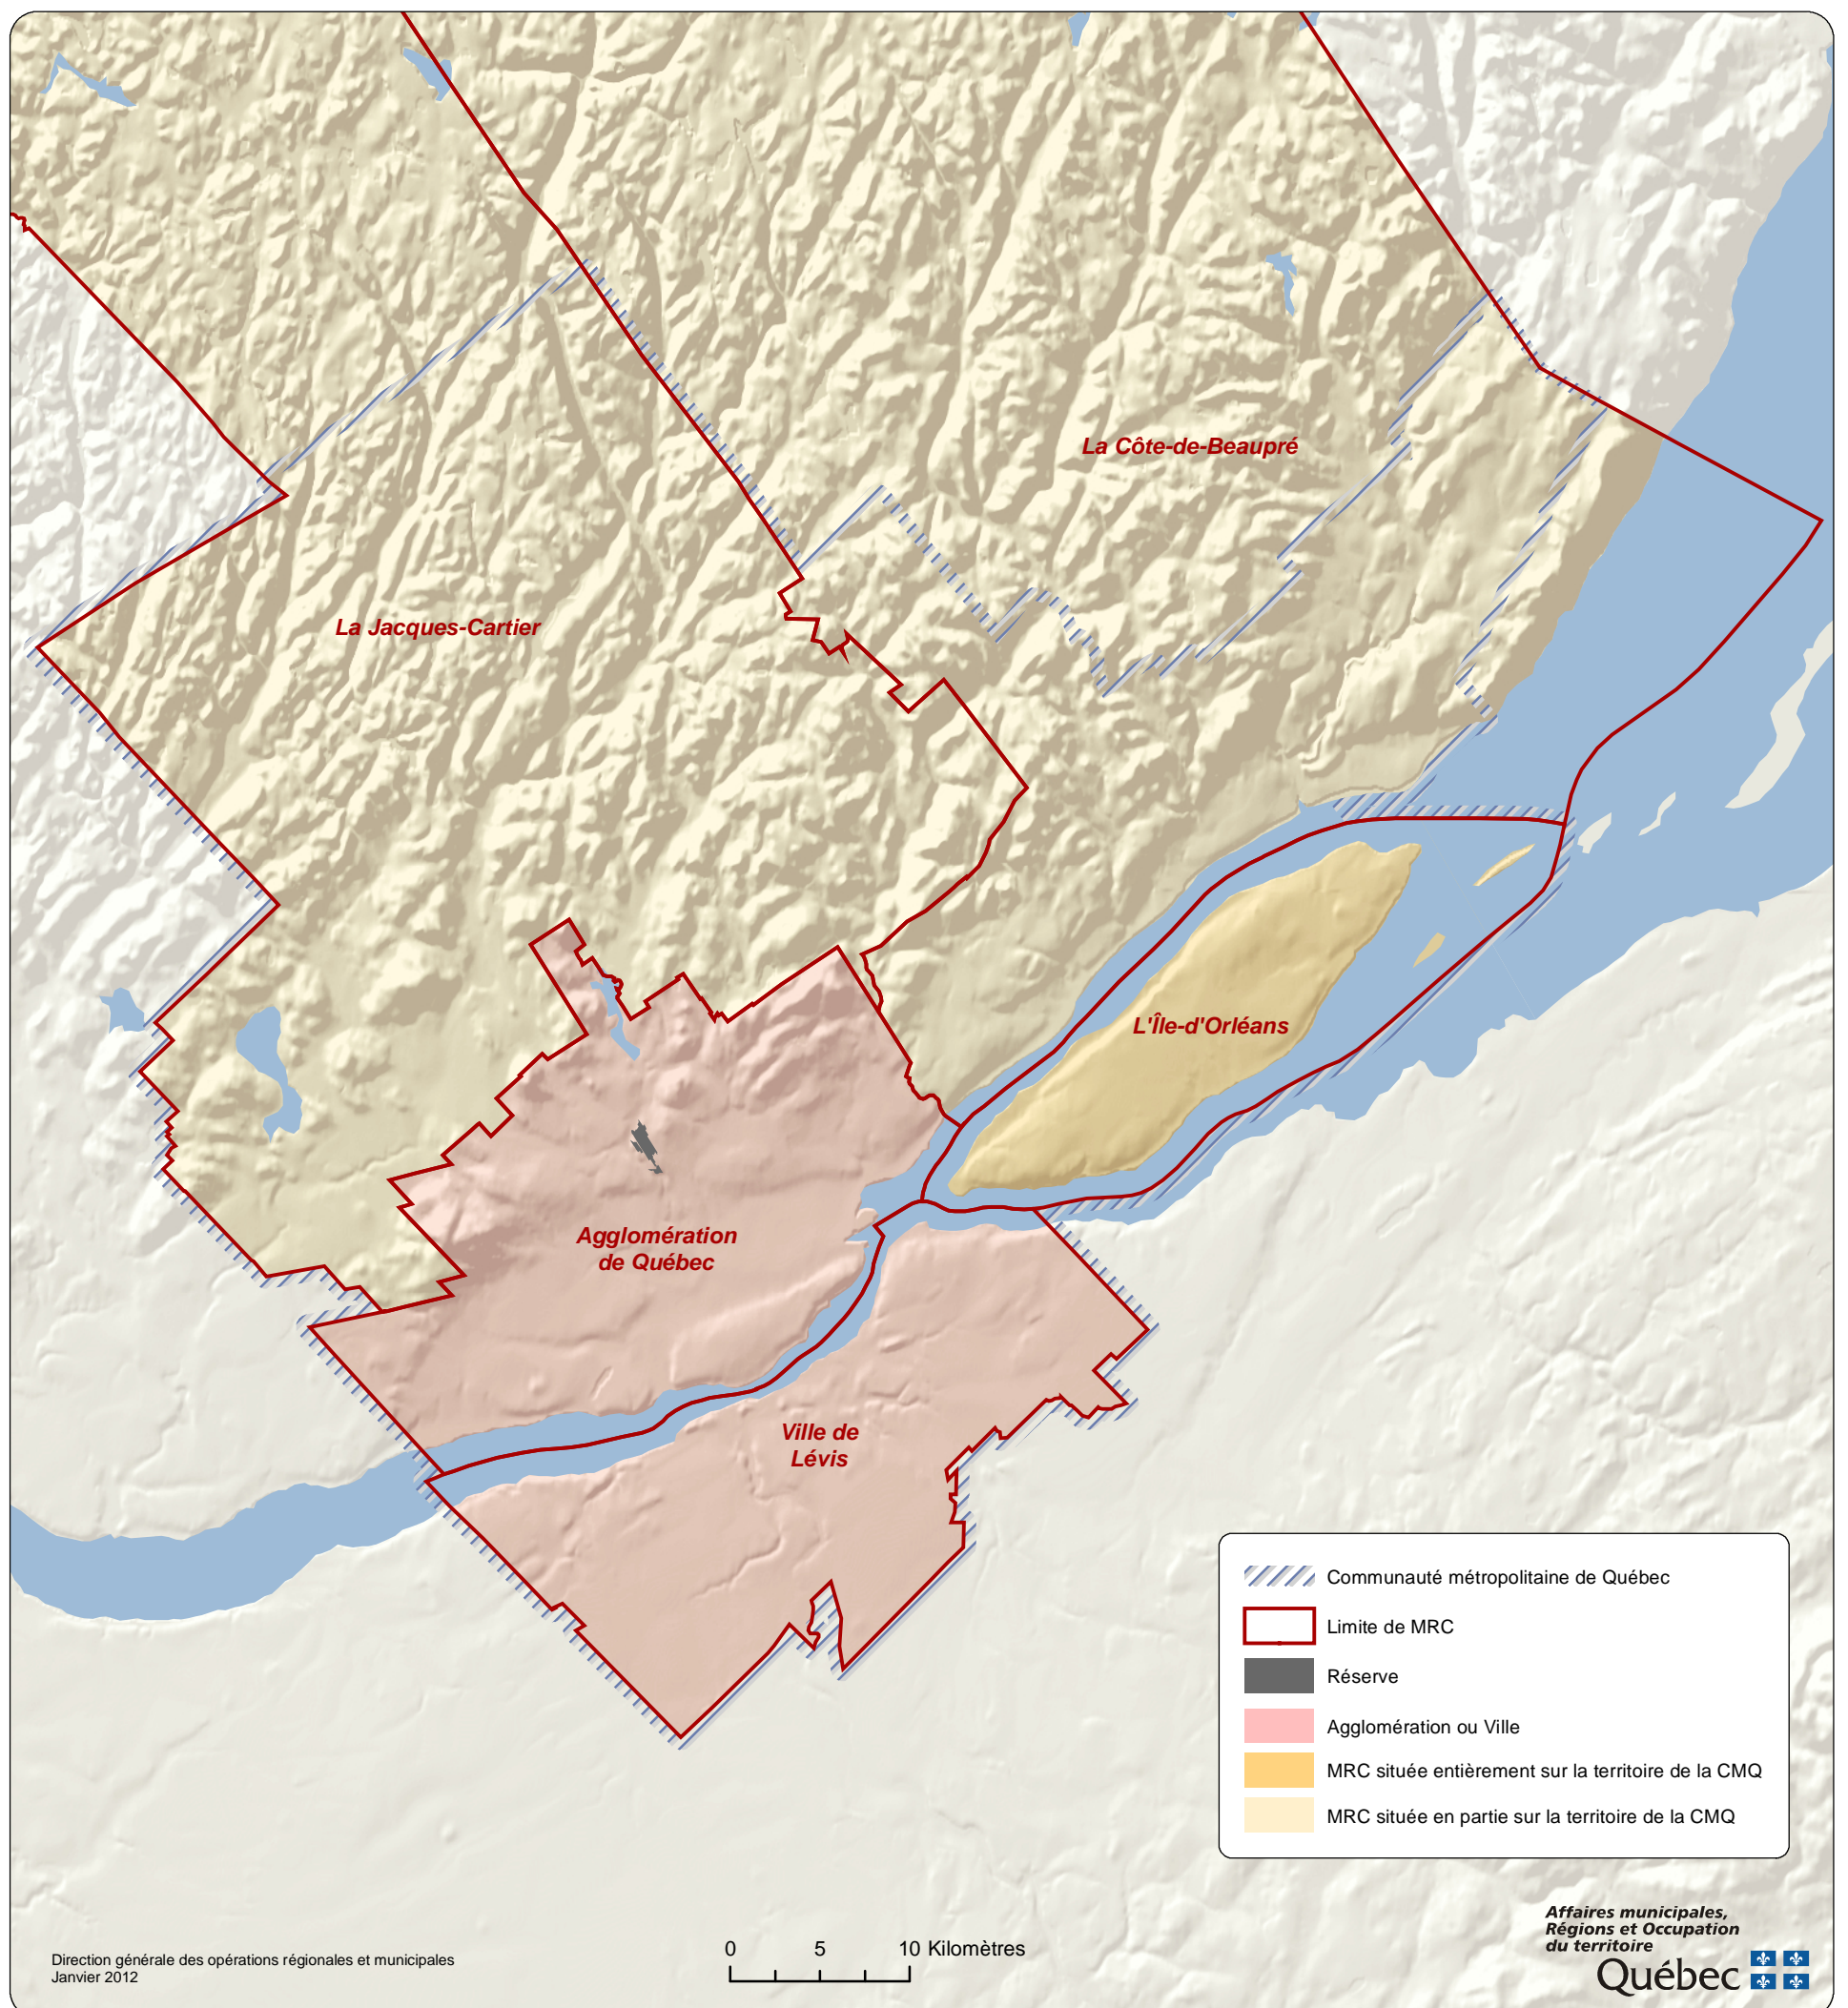 La Côte-de-Beaupré
La Jacques-Cartier
L'Île-d'Orléans
Agglomération
de Québec
Ville de
Lévis
Communauté métropolitaine de Québec
Limite de MRC
Réserve
Agglomération ou Ville
MRC située entièrement sur la territoire de la CMQ
MRC située en partie sur la territoire de la CMQ
Affaires municipales,
Régions et Occupation
du territoire
Québec
0 5 10 Kilomètres
Direction générale des opérations régionales et municipales
Janvier 2012